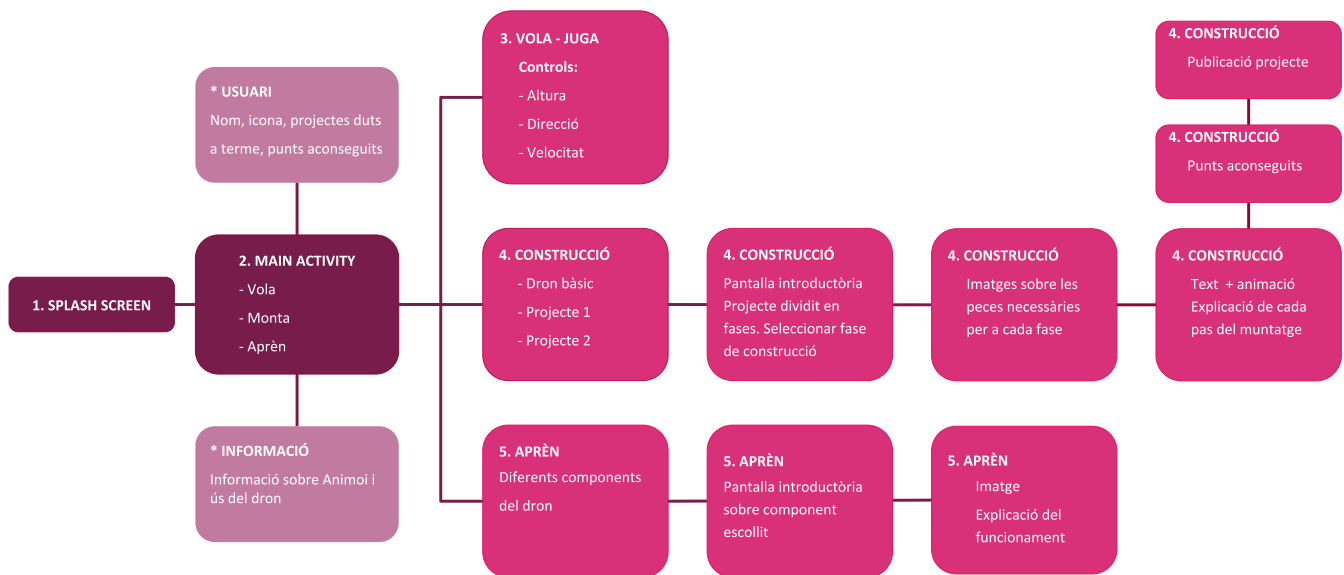 1. SPLASH SCREEN
* USUARI
Nom, icona, projectes duts
a terme, punts aconseguits
2. MAIN ACTIVITY
- Vola
- Monta
- Aprèn
* INFORMACIÓ
Informació sobre Animoi i
ús del dron
3. VOLA - JUGA
Controls:
- Altura
- Direcció
- Velocitat
4. CONSTRUCCIÓ
- Dron bàsic
- Projecte 1
- Projecte 2
4. CONSTRUCCIÓ
Pantalla introductòria
Projecte dividit en
fases. Seleccionar fase
de construcció
4. CONSTRUCCIÓ
Imatges sobre les
peces necessàries
per a cada fase
4. CONSTRUCCIÓ
Text + animació
Explicació de cada
pas del muntatge
4. CONSTRUCCIÓ
Punts aconseguits
4. CONSTRUCCIÓ
Publicació projecte
5. APRÈN
Diferents components
del dron
5. APRÈN
Pantalla introductòria
sobre component
escollit
5. APRÈN
Imatge
Explicació del
funcionament